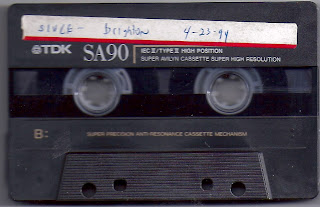 brighton 4-23-94
TDK SA90 IEC II/TYPE II HIGH POSITION
SUPER AVILYN CASSETTE SUPER HIGH RESOLUTION
B:
SUPER PRECISION ANTI-RESONANCE CASSETTE MECHANISM